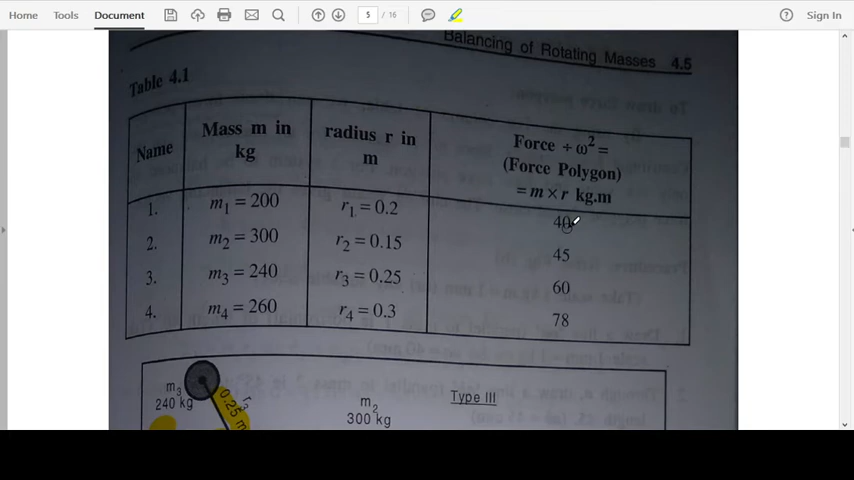 Home Tools Document 5 / 16 Sign In
Balancing of Rotating Masses 4.5
Table 4.1
Name Mass m in kg radius r in m Force ÷ ω² = (Force Polygon) = m × r kg.m
1. m₁ = 200 r₁ = 0.2 40
2. m₂ = 300 r₂ = 0.15 45
3. m₃ = 240 r₃ = 0.25 60
4. m₄ = 260 r₄ = 0.3 78
m₃
240 kg
0.25 m
r₃
m₂
300 kg
Type III